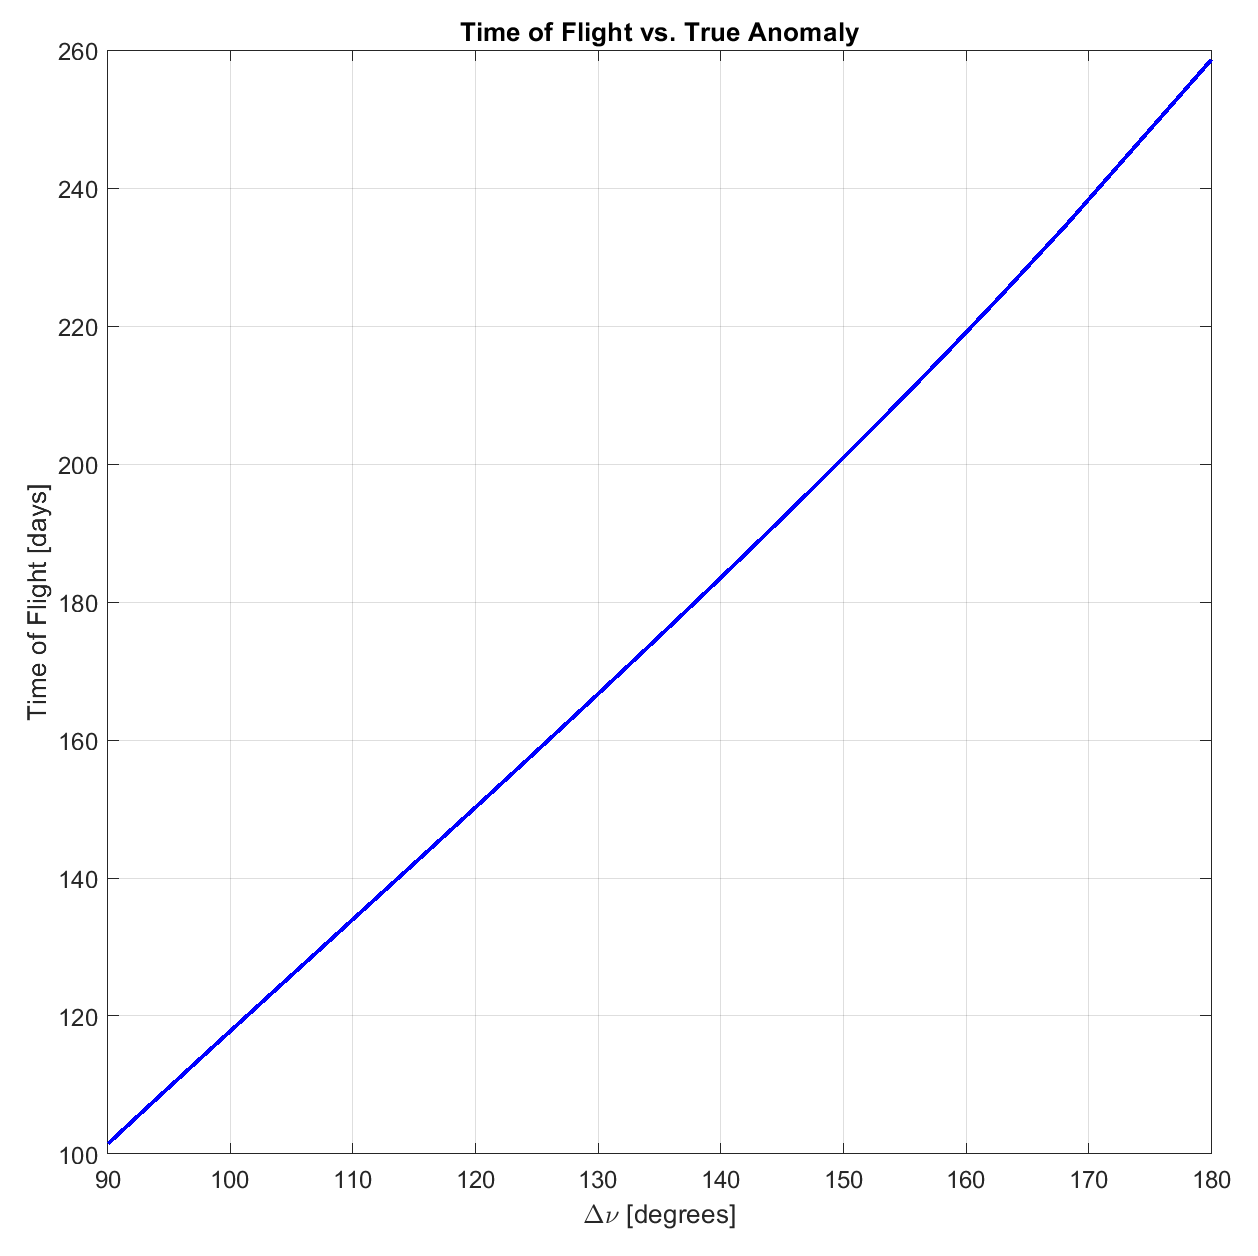 Time of Flight vs. True Anomaly
260
240
220
200
180
160
140
120
100
Time of Flight [days]
90 100 110 120 130 140 150 160 170 180
Δν [degrees]